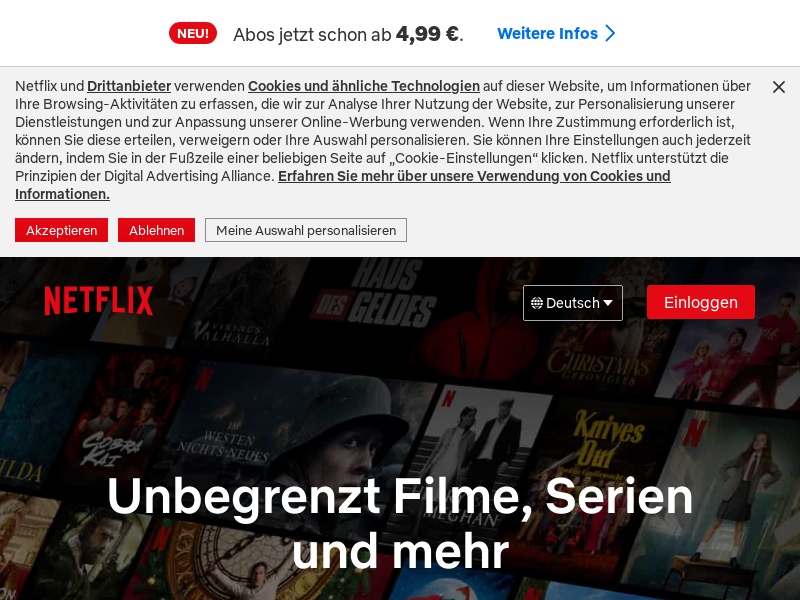 NEU! Abos jetzt schon ab 4,99 €. Weitere Infos
Netflix und Drittanbieter verwenden Cookies und ähnliche Technologien auf dieser Website, um Informationen über
Ihre Browsing-Aktivitäten zu erfassen, die wir zur Analyse Ihrer Nutzung der Website, zur Personalisierung unserer
Dienstleistungen und zur Anpassung unserer Online-Werbung verwenden. Wenn Ihre Zustimmung erforderlich ist,
können Sie diese erteilen, verweigern oder Ihre Auswahl personalisieren. Sie können Ihre Einstellungen auch jederzeit
ändern, indem Sie in der Fußzeile einer beliebigen Seite auf „Cookie-Einstellungen“ klicken. Netflix unterstützt die
Prinzipien der Digital Advertising Alliance. Erfahren Sie mehr über unsere Verwendung von Cookies und
Informationen.
Akzeptieren Ablehnen Meine Auswahl personalisieren
NETFLIX Deutsch Einloggen
HAUS
DES GELDES
VIKINGS
VALHALLA
CHRISTMAS
CHRONICLES
COBRA
KAI
IM
WESTEN
NICHTS NEUES
Knives
Out
MEGHAN
Unbegrenzt Filme, Serien
und mehr